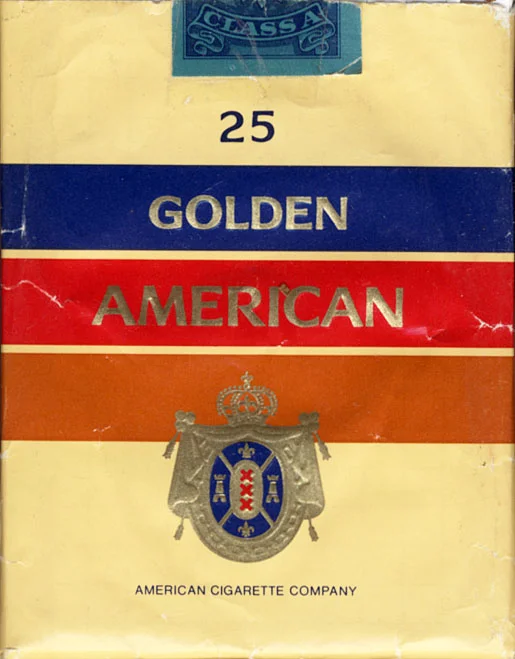 CLASS A
25
GOLDEN
AMERICAN
AMERICAN CIGARETTE COMPANY